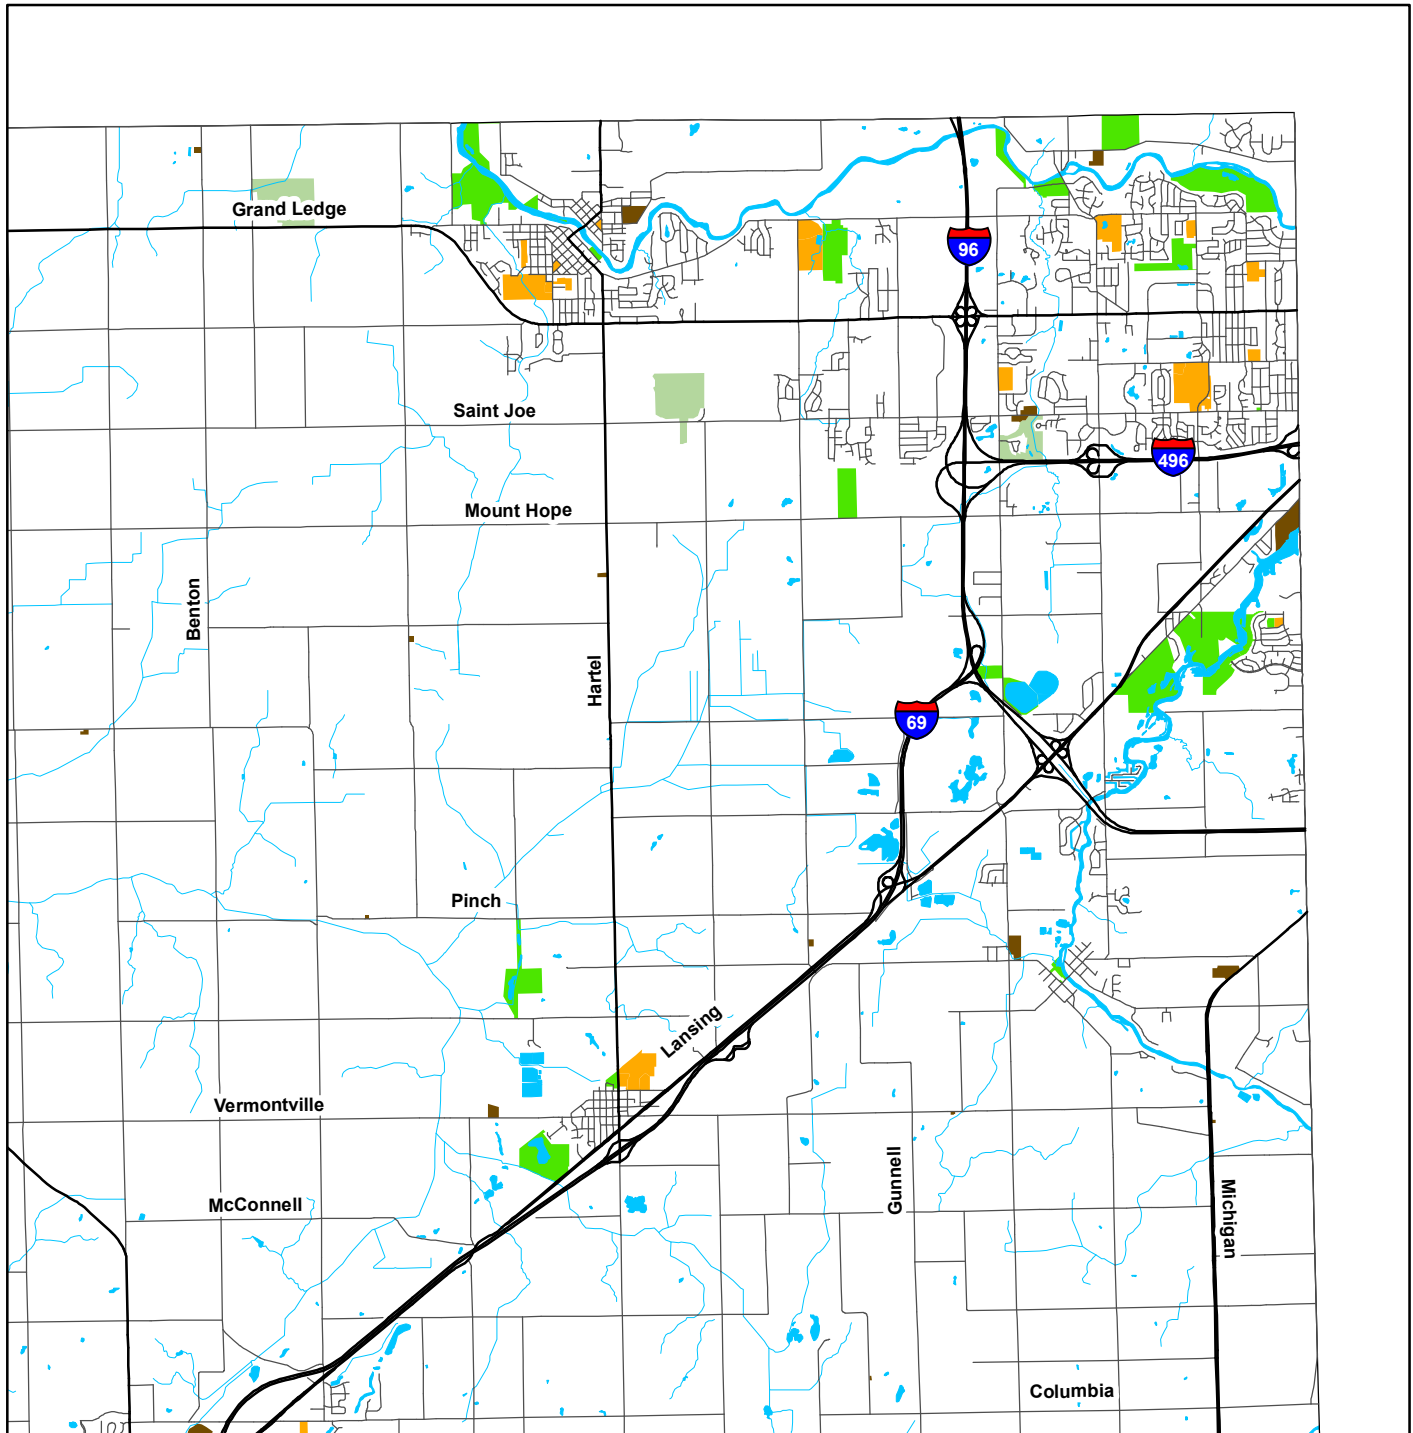 Grand Ledge
96
Saint Joe
496
Mount Hope
Benton
Hartel
69
Pinch
Lansing
Vermontville
Gunnell
McConnell
Michigan
Columbia